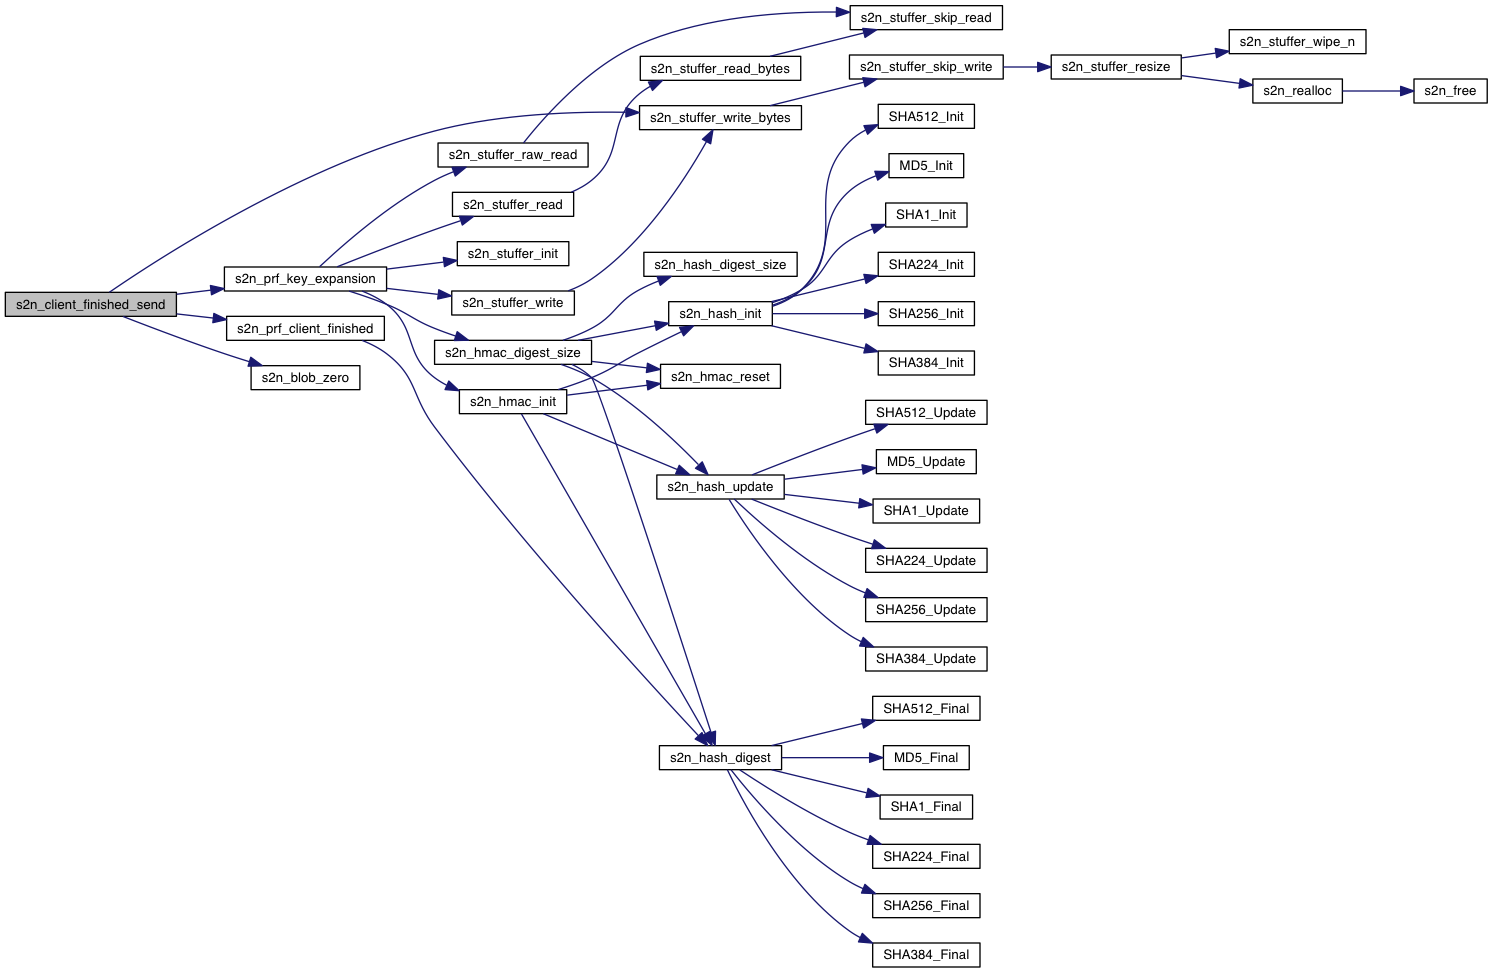 s2n_client_finished_send
s2n_prf_key_expansion
s2n_prf_client_finished
s2n_blob_zero
s2n_stuffer_raw_read
s2n_stuffer_read
s2n_stuffer_init
s2n_stuffer_write
s2n_hmac_digest_size
s2n_hmac_init
s2n_stuffer_read_bytes
s2n_stuffer_write_bytes
s2n_hash_digest_size
s2n_hash_init
s2n_hmac_reset
s2n_hash_update
s2n_hash_digest
s2n_stuffer_skip_read
s2n_stuffer_skip_write
SHA512_Init
MD5_Init
SHA1_Init
SHA224_Init
SHA256_Init
SHA384_Init
SHA512_Update
MD5_Update
SHA1_Update
SHA224_Update
SHA256_Update
SHA384_Update
SHA512_Final
MD5_Final
SHA1_Final
SHA224_Final
SHA256_Final
SHA384_Final
s2n_stuffer_resize
s2n_stuffer_wipe_n
s2n_realloc
s2n_free